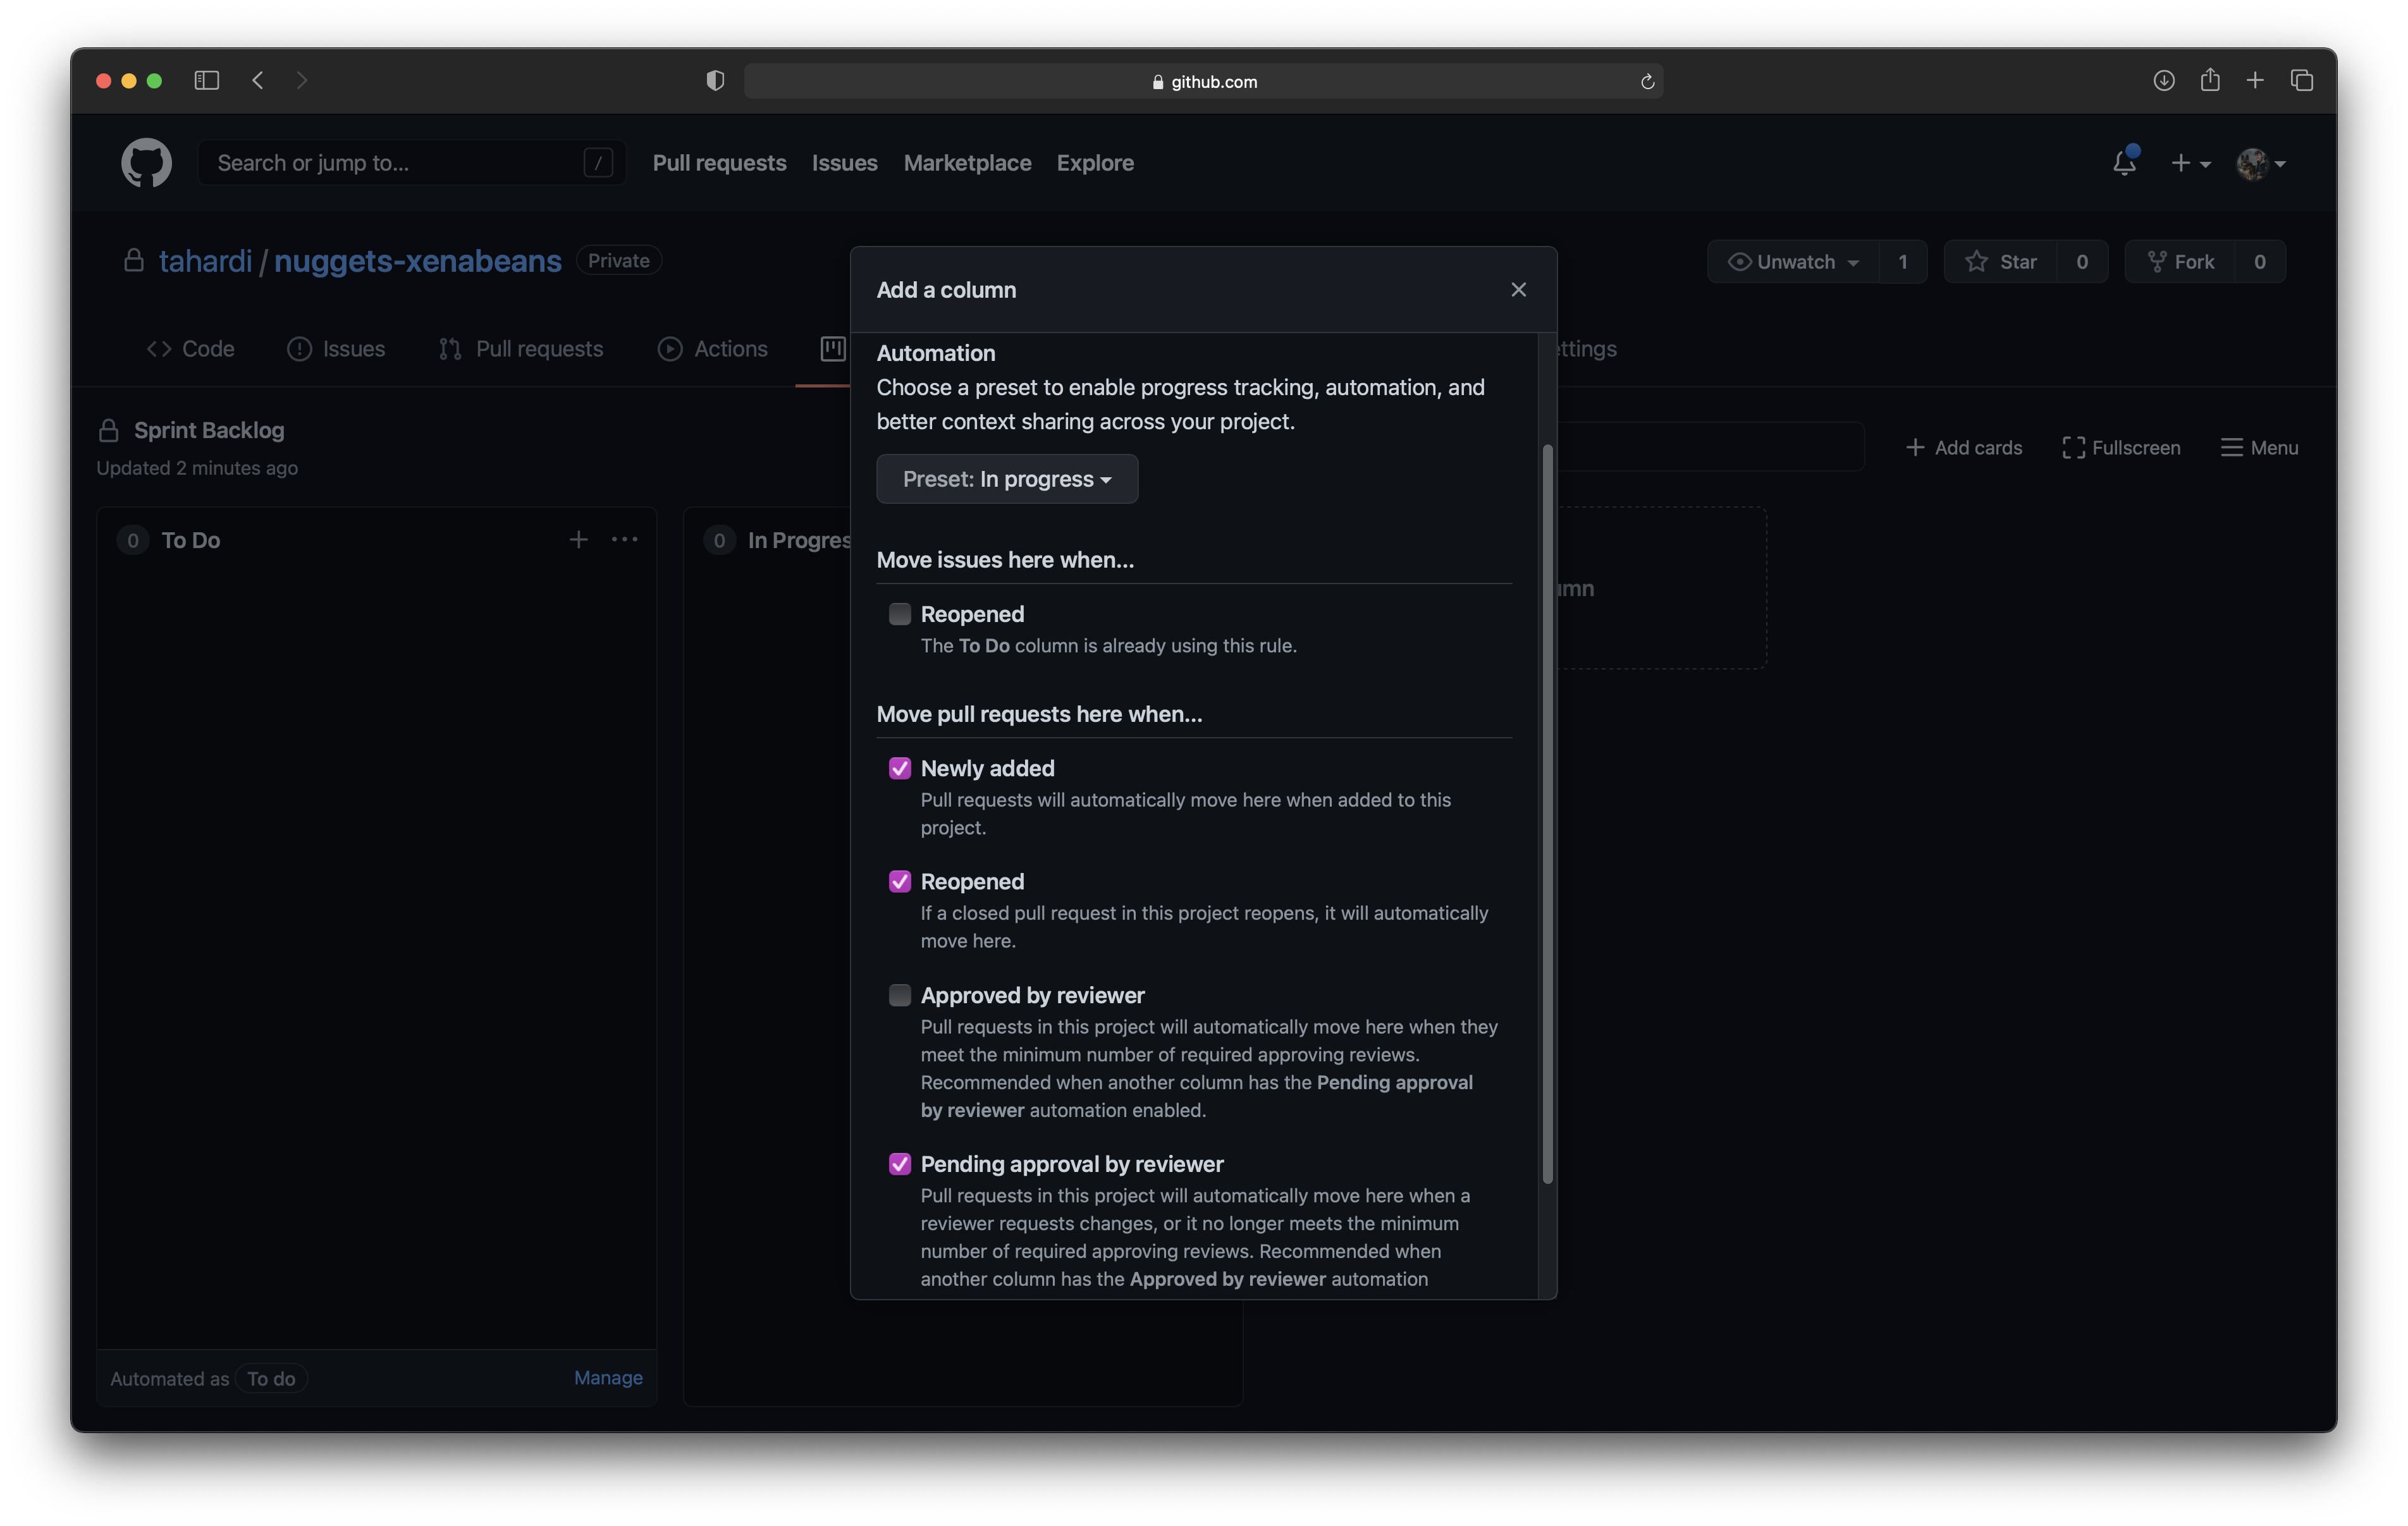 github.com
Search or jump to...
/
Pull requests
Issues
Marketplace
Explore
tahardi / nuggets-xenabeans
Private
Unwatch
1
Star
0
Fork
0
Code
Issues
Pull requests
Actions
ettings
Sprint Backlog
Updated 2 minutes ago
+ Add cards
Fullscreen
Menu
0 To Do
0 In Progres
umn
Automated as To do
Manage
Add a column
Automation
Choose a preset to enable progress tracking, automation, and
better context sharing across your project.
Preset: In progress
Move issues here when...
Reopened
The To Do column is already using this rule.
Move pull requests here when...
Newly added
Pull requests will automatically move here when added to this
project.
Reopened
If a closed pull request in this project reopens, it will automatically
move here.
Approved by reviewer
Pull requests in this project will automatically move here when they
meet the minimum number of required approving reviews.
Recommended when another column has the Pending approval
by reviewer automation enabled.
Pending approval by reviewer
Pull requests in this project will automatically move here when a
reviewer requests changes, or it no longer meets the minimum
number of required approving reviews. Recommended when
another column has the Approved by reviewer automation